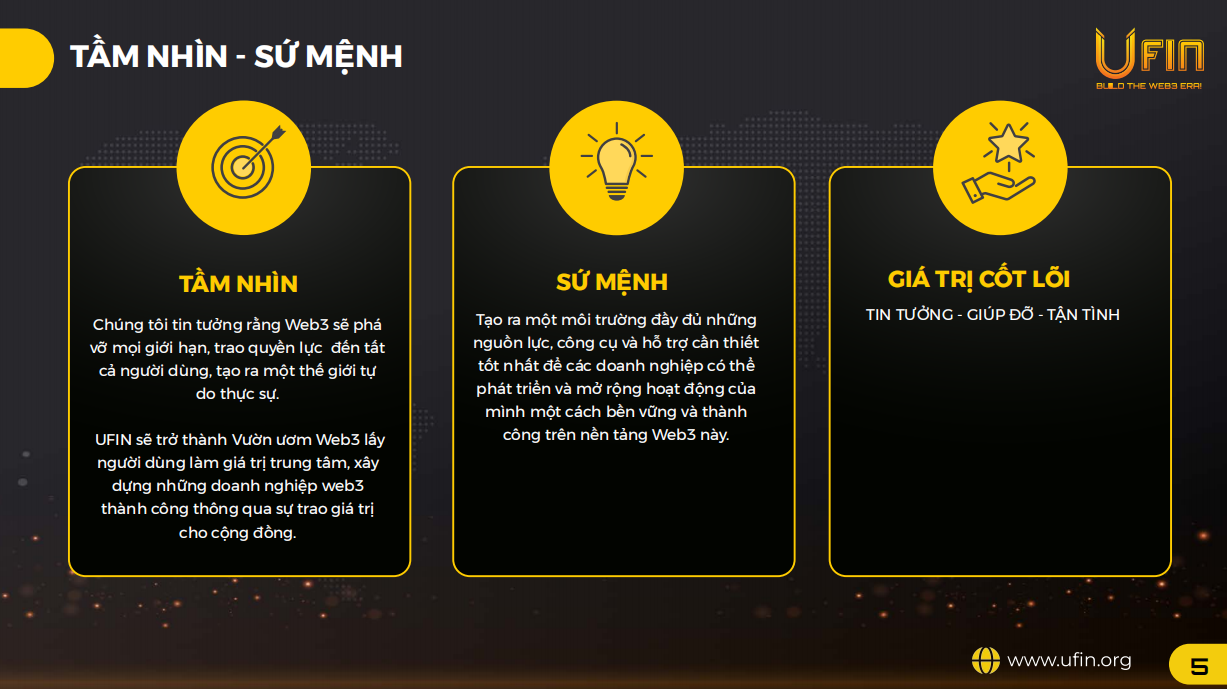 TẦM NHÌN - SỨ MỆNH
UFIN
BUILD THE WEB3 ERA!
TẦM NHÌN
Chúng tôi tin tưởng rằng Web3 sẽ phá
vỡ mọi giới hạn, trao quyền lực đến tất
cả người dùng, tạo ra một thế giới tự
do thực sự.
UFIN sẽ trở thành Vườn ươm Web3 lấy
người dùng làm giá trị trung tâm, xây
dựng những doanh nghiệp web3
thành công thông qua sự trao giá trị
cho cộng đồng.
SỨ MỆNH
Tạo ra một môi trường đầy đủ những
nguồn lực, công cụ và hỗ trợ cần thiết
tốt nhất để các doanh nghiệp có thể
phát triển và mở rộng hoạt động của
mình một cách bền vững và thành
công trên nền tảng Web3 này.
GIÁ TRỊ CỐT LÕI
TIN TƯỞNG - GIÚP ĐỠ - TẬN TÌNH
www.ufin.org
5